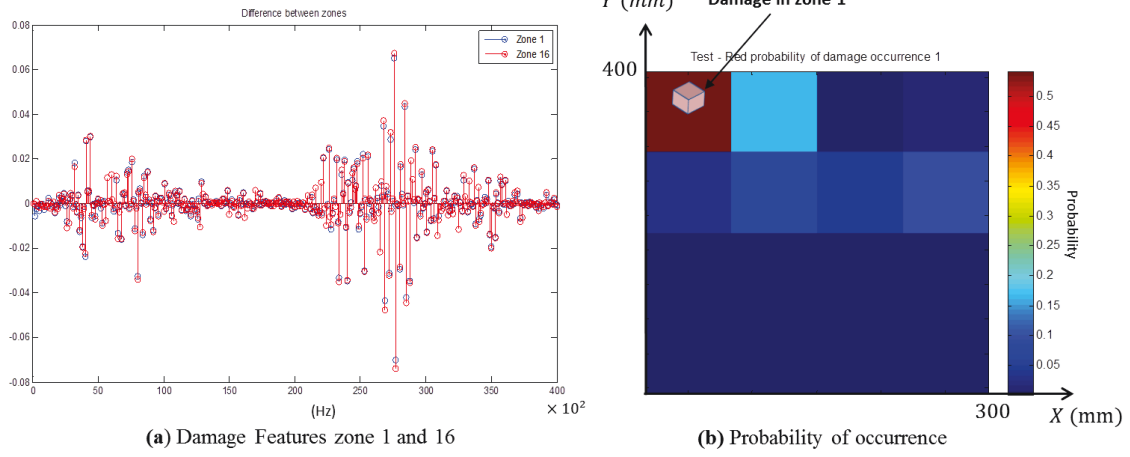 Difference between zones
0.08
0.06
0.04
0.02
0
-0.02
-0.04
-0.06
-0.08
Zone 1
Zone 16
0 50 100 150 200 250 300 350 400
(Hz)
× 10²
(a) Damage Features zone 1 and 16
Y (mm)
Damage in zone 1
Test - Red probability of damage occurrence 1
400
300
X (mm)
0.5
0.45
0.4
0.35
0.3
0.25
0.2
0.15
0.1
0.05
Probability
(b) Probability of occurrence